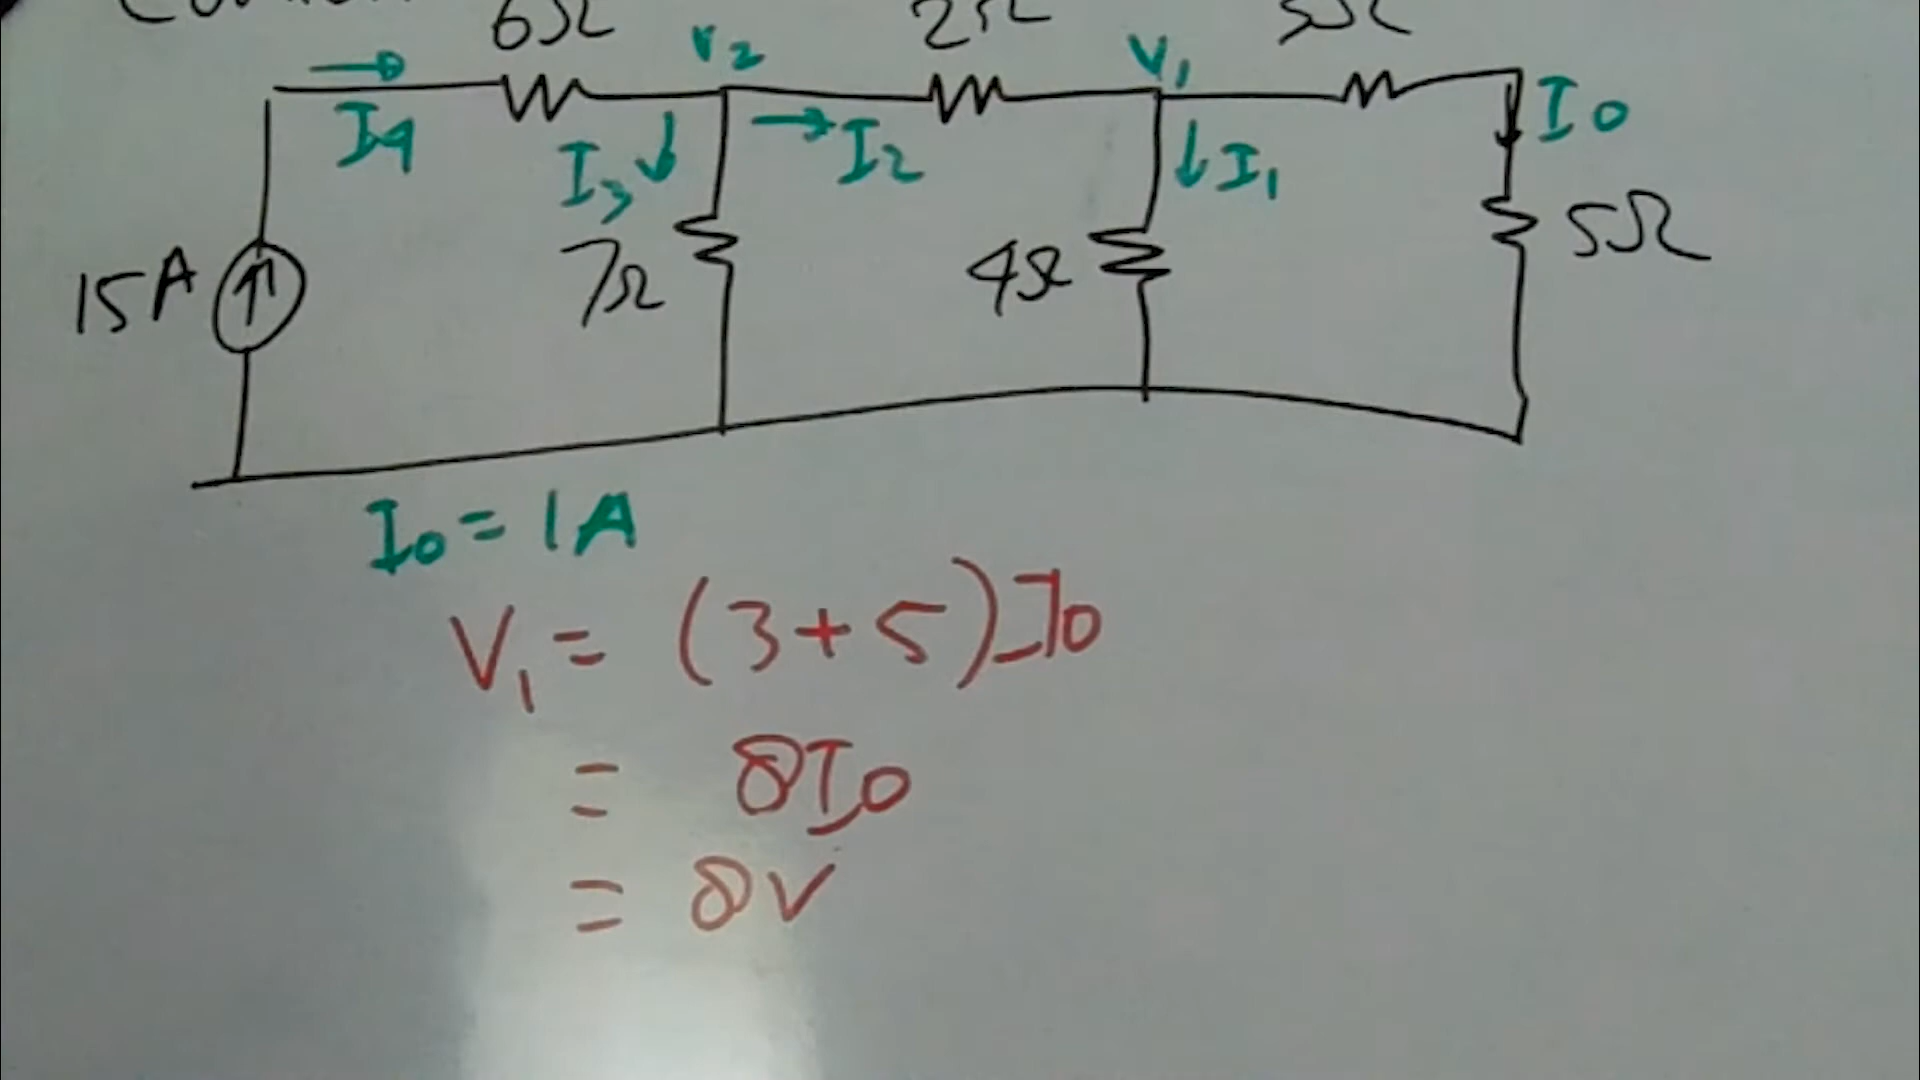 6Ω 2Ω 3Ω
V2 V1
I4 I3 I2 I1 I0
15A 7Ω 4Ω 5Ω
I0 = 1A
V1 = (3+5)I0
= 8I0
= 8V